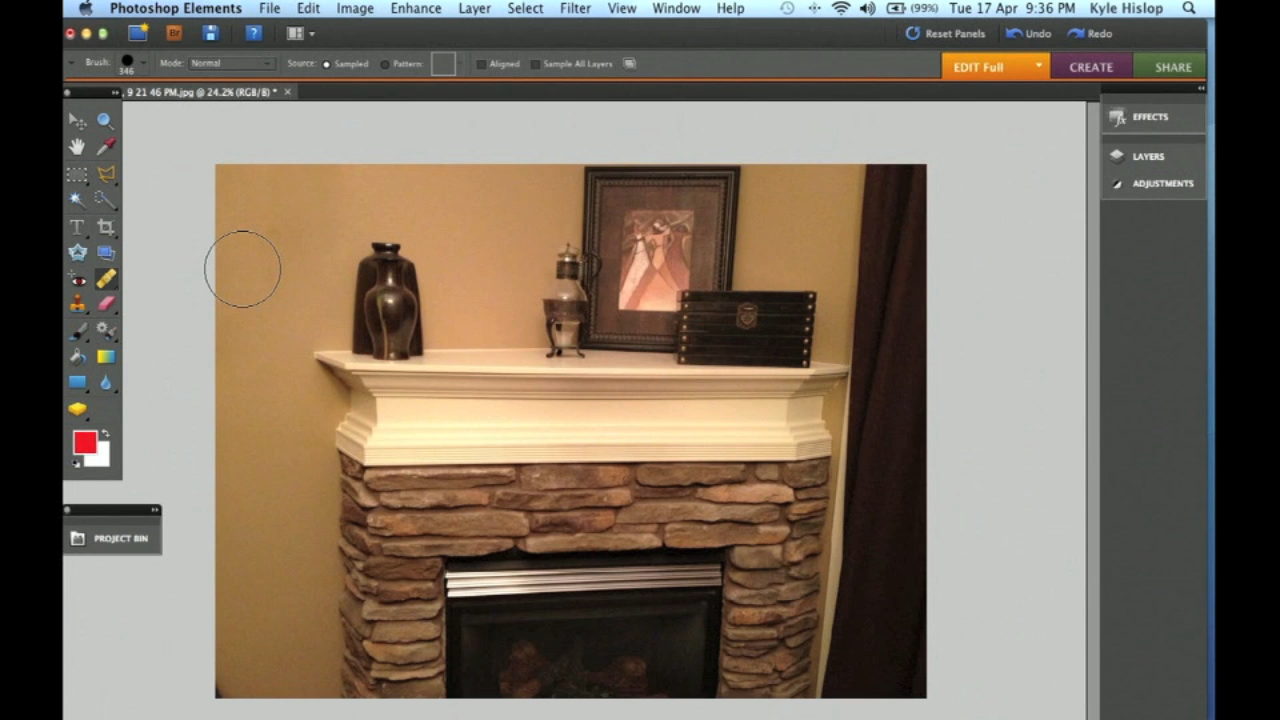 Photoshop Elements File Edit Image Enhance Layer Select Filter View Window Help (99%) Tue 17 Apr 9:36 PM Kyle Hislop
Br ? Reset Panels Undo Redo
Brush: 346 Mode: Normal Source: Sampled Pattern: Aligned Sample All Layers EDIT Full CREATE SHARE
, 9 21 46 PM.jpg @ 24.2% (RGB/8) * ×
EFFECTS
LAYERS
ADJUSTMENTS
T
PROJECT BIN